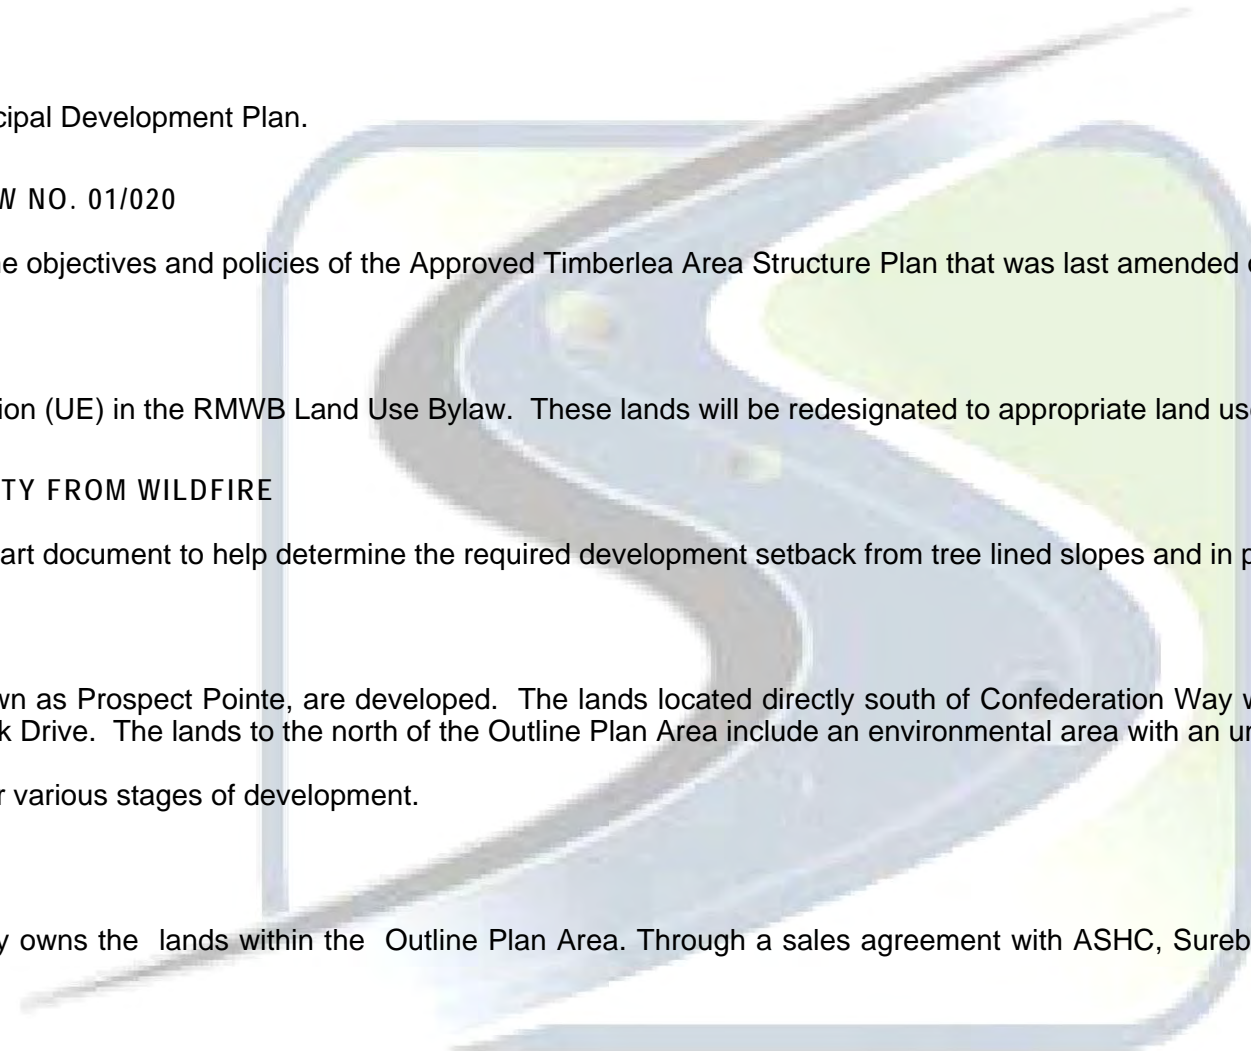 cipal Development Plan.
W NO. 01/020
e objectives and policies of the Approved Timberlea Area Structure Plan that was last amended
ion (UE) in the RMWB Land Use Bylaw. These lands will be redesignated to appropriate land use
TY FROM WILDFIRE
art document to help determine the required development setback from tree lined slopes and in p
wn as Prospect Pointe, are developed. The lands located directly south of Confederation Way w
k Drive. The lands to the north of the Outline Plan Area include an environmental area with an un
r various stages of development.
y owns the lands within the Outline Plan Area. Through a sales agreement with ASHC, Sureb